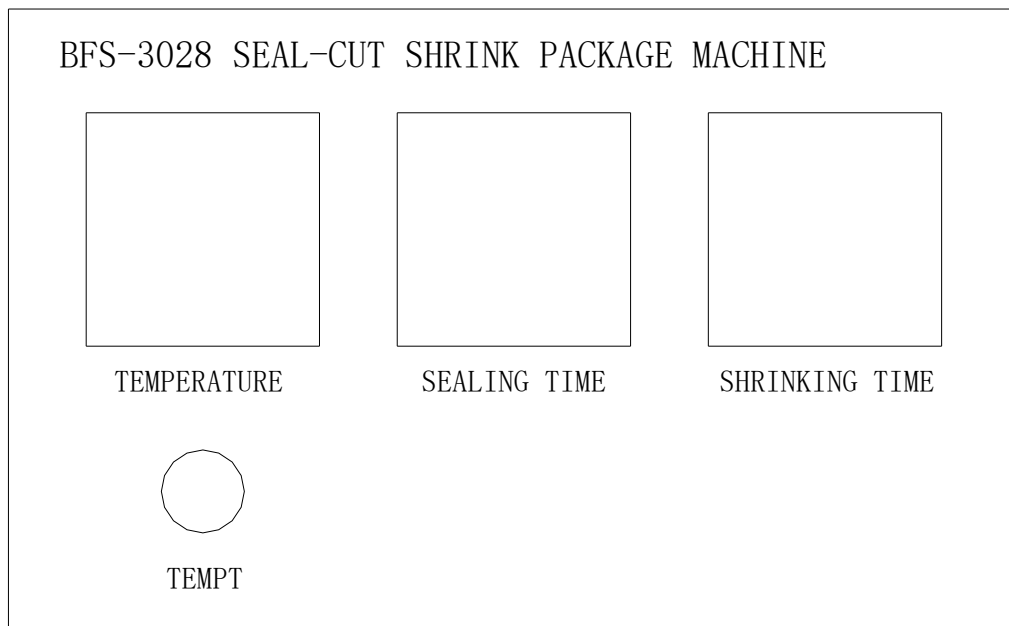 BFS-3028 SEAL-CUT SHRINK PACKAGE MACHINE
TEMPERATURE SEALING TIME SHRINKING TIME
TEMPT